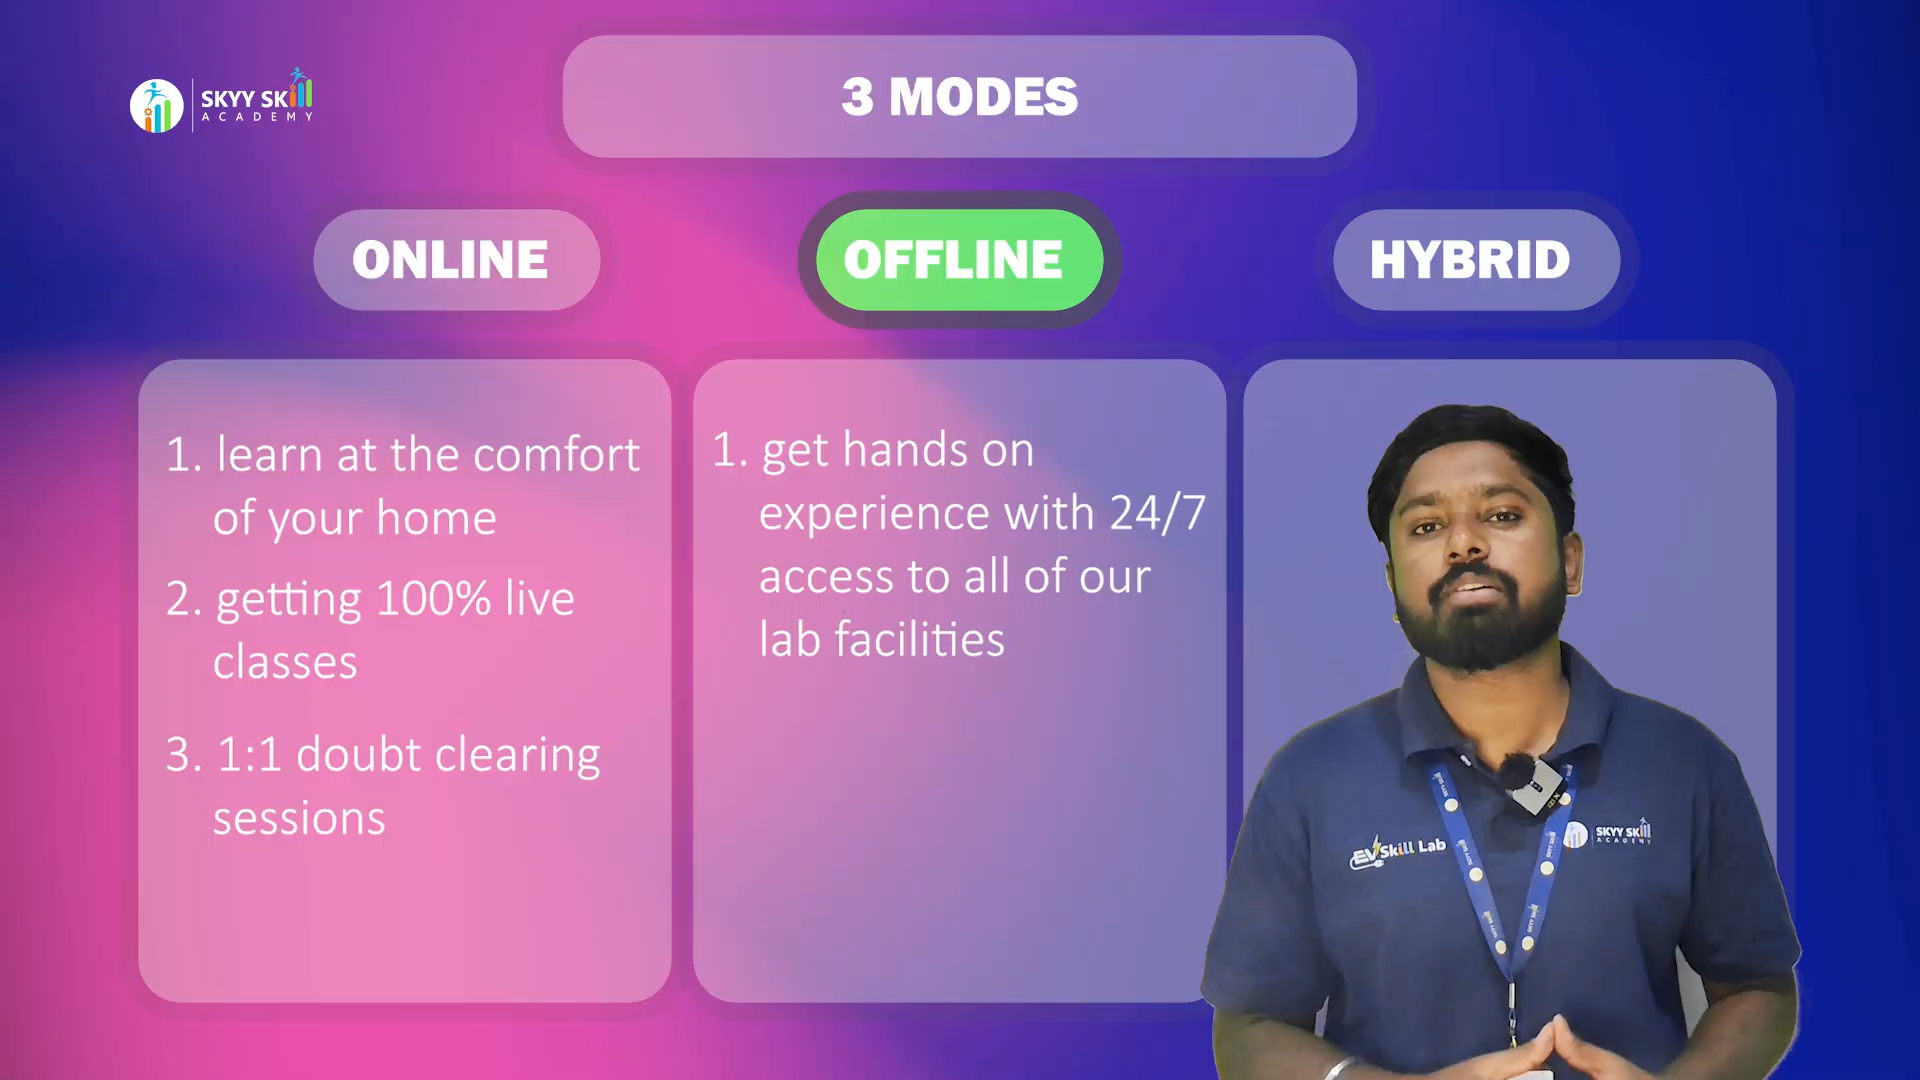 SKYY SKill
ACADEMY
3 MODES
ONLINE
OFFLINE
HYBRID
1. learn at the comfort
of your home
2. getting 100% live
classes
3. 1:1 doubt clearing
sessions
1. get hands on
experience with 24/7
access to all of our
lab facilities
EV Skill Lab
SKYY SKill
ACADEMY